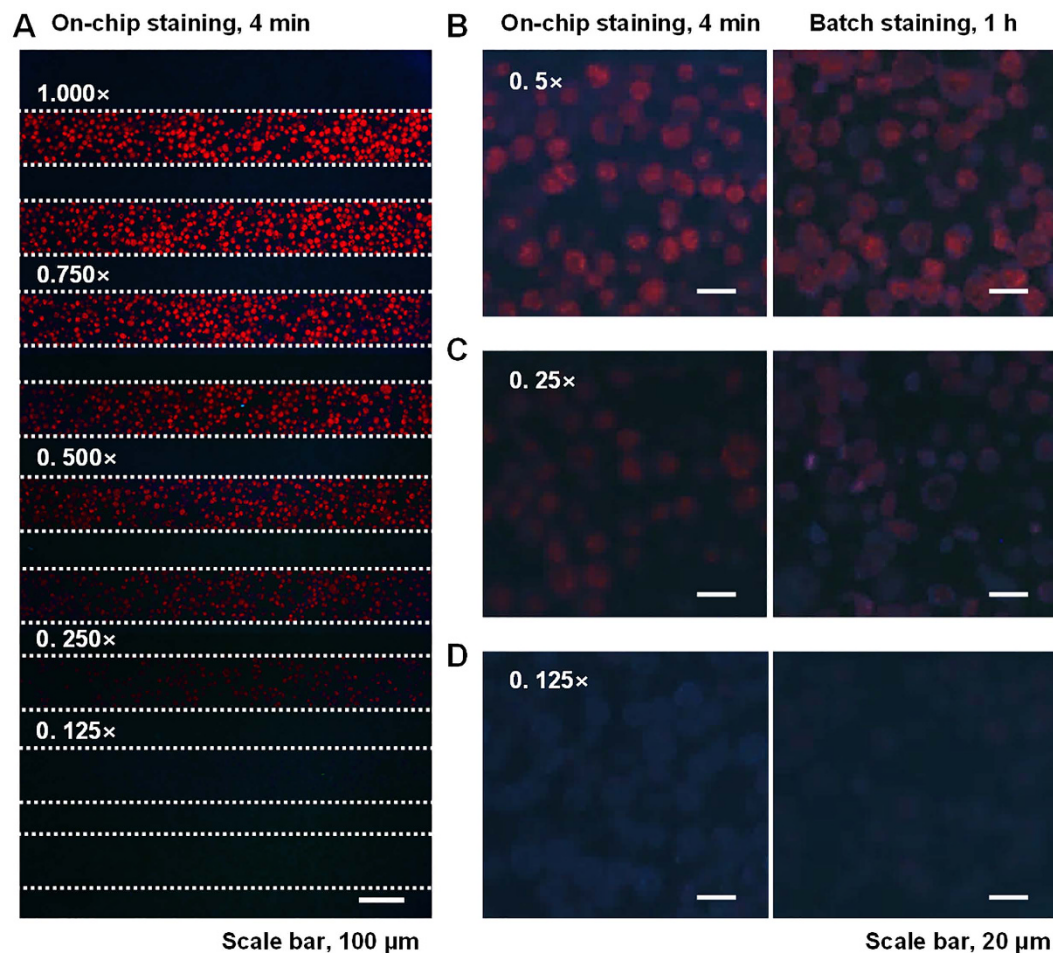 A On-chip staining, 4 min
1.000×
0.750×
0. 500×
0. 250×
0. 125×
Scale bar, 100 µm
B On-chip staining, 4 min Batch staining, 1 h
0. 5×
C
0. 25×
D
0. 125×
Scale bar, 20 µm